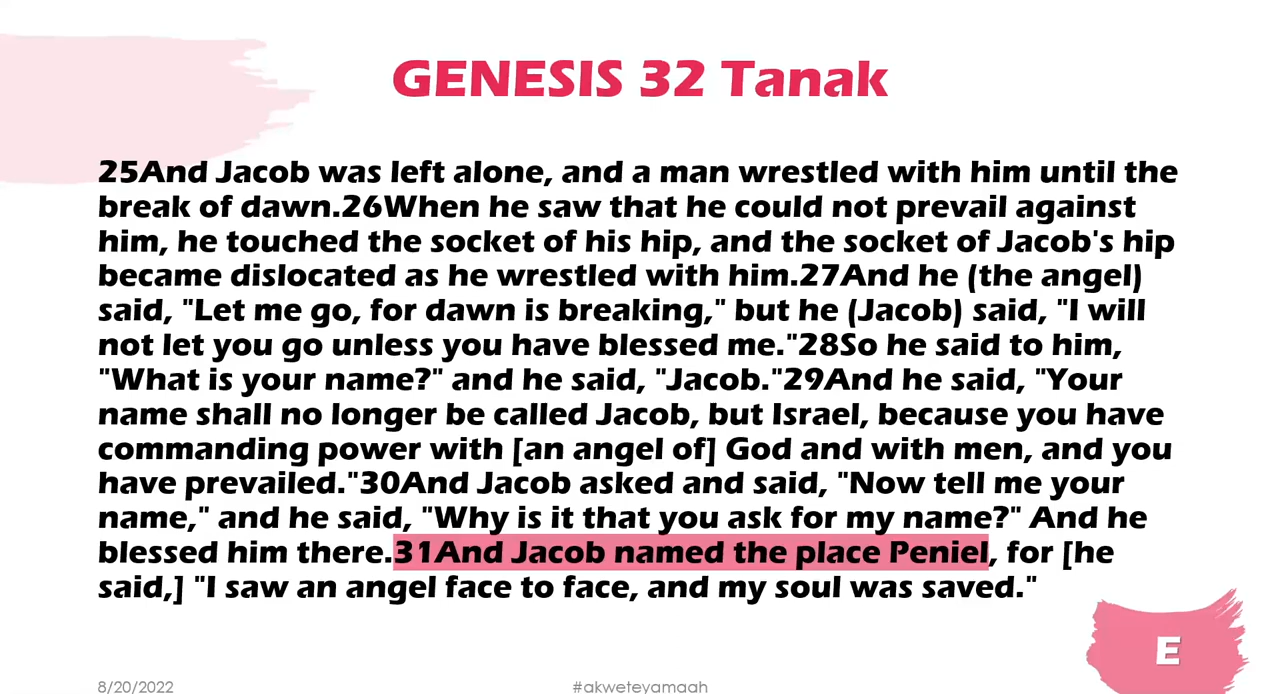 GENESIS 32 Tanak
25And Jacob was left alone, and a man wrestled with him until the
break of dawn.26When he saw that he could not prevail against
him, he touched the socket of his hip, and the socket of Jacob's hip
became dislocated as he wrestled with him.27And he (the angel)
said, "Let me go, for dawn is breaking," but he (Jacob) said, "I will
not let you go unless you have blessed me."28So he said to him,
"What is your name?" and he said, "Jacob."29And he said, "Your
name shall no longer be called Jacob, but Israel, because you have
commanding power with [an angel of] God and with men, and you
have prevailed."30And Jacob asked and said, "Now tell me your
name," and he said, "Why is it that you ask for my name?" And he
blessed him there.31And Jacob named the place Peniel, for [he
said,] "I saw an angel face to face, and my soul was saved."
E
8/20/2022
#akweteyamaah